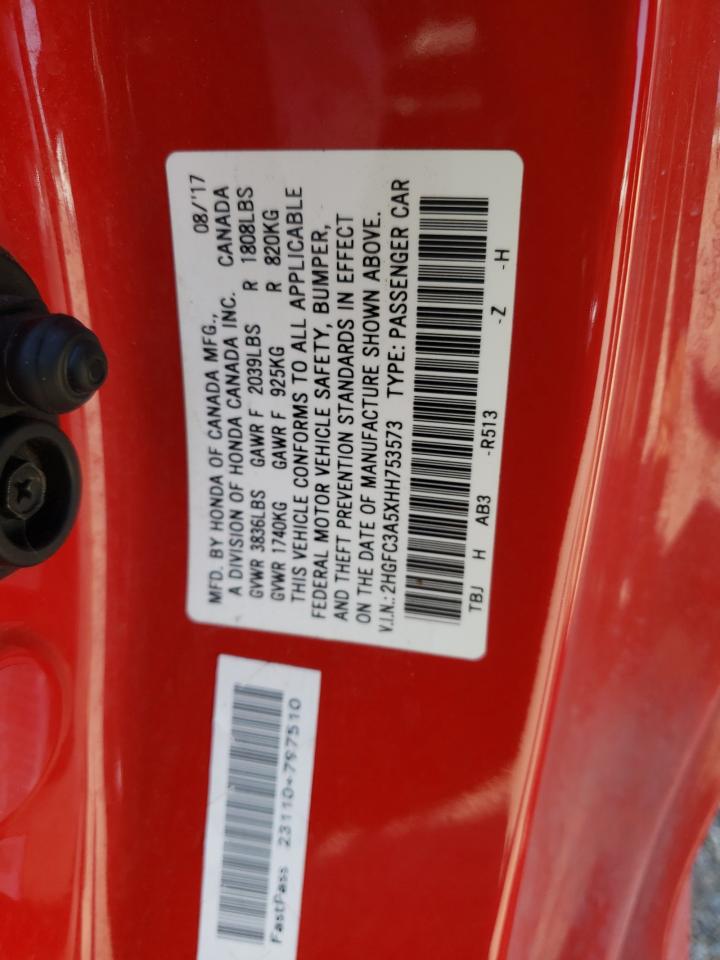 MFD. BY HONDA OF CANADA MFG., 08/'17
A DIVISION OF HONDA CANADA INC. CANADA
GVWR 3836LBS GAWR F 2039LBS R 1808LBS
GVWR 1740KG GAWR F 925KG R 820KG
THIS VEHICLE CONFORMS TO ALL APPLICABLE
FEDERAL MOTOR VEHICLE SAFETY, BUMPER,
AND THEFT PREVENTION STANDARDS IN EFFECT
ON THE DATE OF MANUFACTURE SHOWN ABOVE.
V.I.N.:2HGFC3A5XHH753573 TYPE: PASSENGER CAR
TBJ H AB3 -R513 -Z -H
FastPass 23110*797510